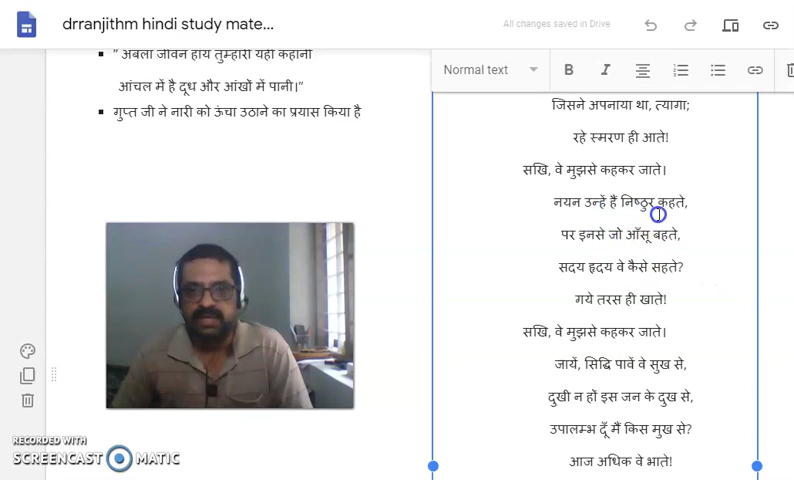 drranjithm hindi study mate...
All changes saved in Drive
" अबला जीवन हाय तुम्हारी यही कहानी
आंचल में है दूध और आंखों में पानी।"
गुप्त जी ने नारी को ऊंचा उठाने का प्रयास किया है
Normal text
B
I
जिसने अपनाया था, त्यागा;
रहे स्मरण ही आते!
सखि, वे मुझसे कहकर जाते।
नयन उन्हें हैं निष्ठुर कहते,
पर इनसे जो आँसू बहते,
सदय हृदय वे कैसे सहते?
गये तरस ही खाते!
सखि, वे मुझसे कहकर जाते।
जायें, सिद्धि पावें वे सुख से,
दुखी न हों इस जन के दुख से,
उपालम्भ दूँ मैं किस मुख से?
आज अधिक वे भाते!
RECORDED WITH
SCREENCAST MATIC